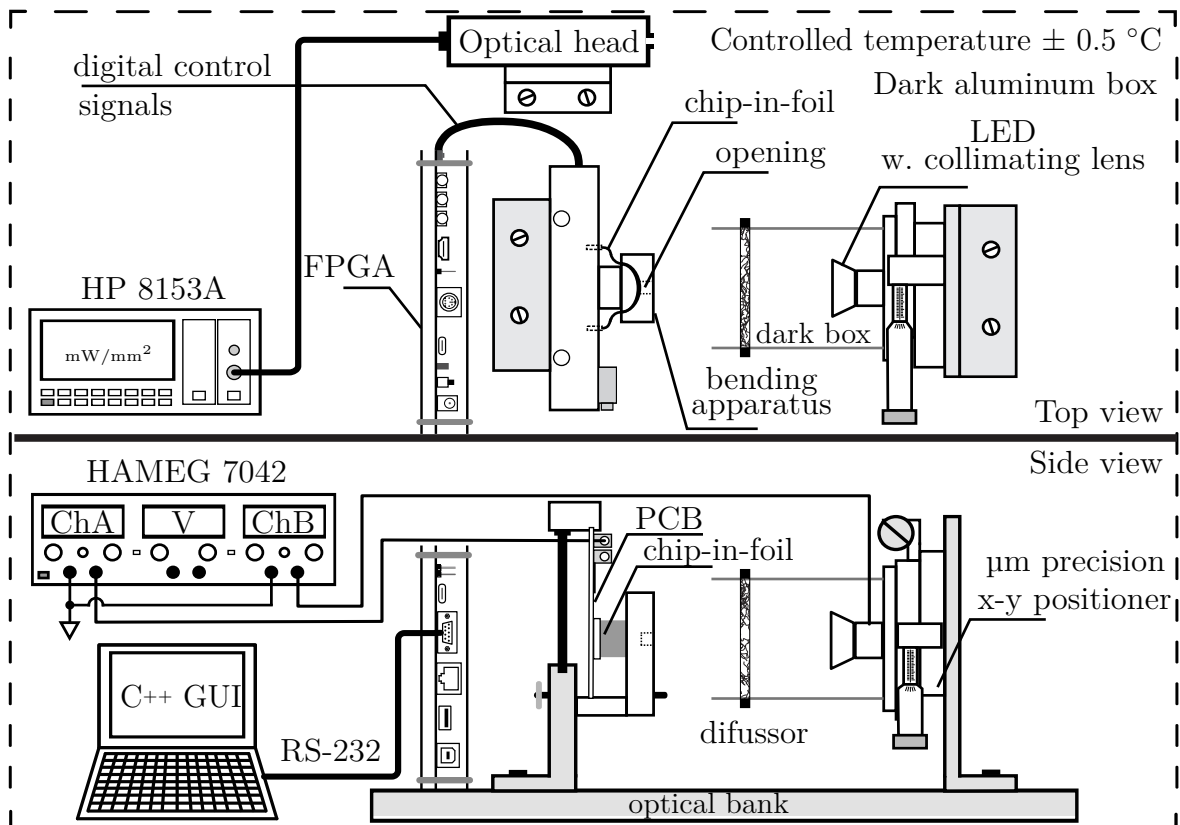 Optical head
Controlled temperature ± 0.5 °C
digital control
signals
Dark aluminum box
chip-in-foil
LED
w. collimating lens
opening
FPGA
HP 8153A
mW/mm²
dark box
bending
apparatus
Top view
Side view
HAMEG 7042
ChA
V
ChB
PCB
chip-in-foil
µm precision
x-y positioner
C++ GUI
RS-232
difussor
optical bank